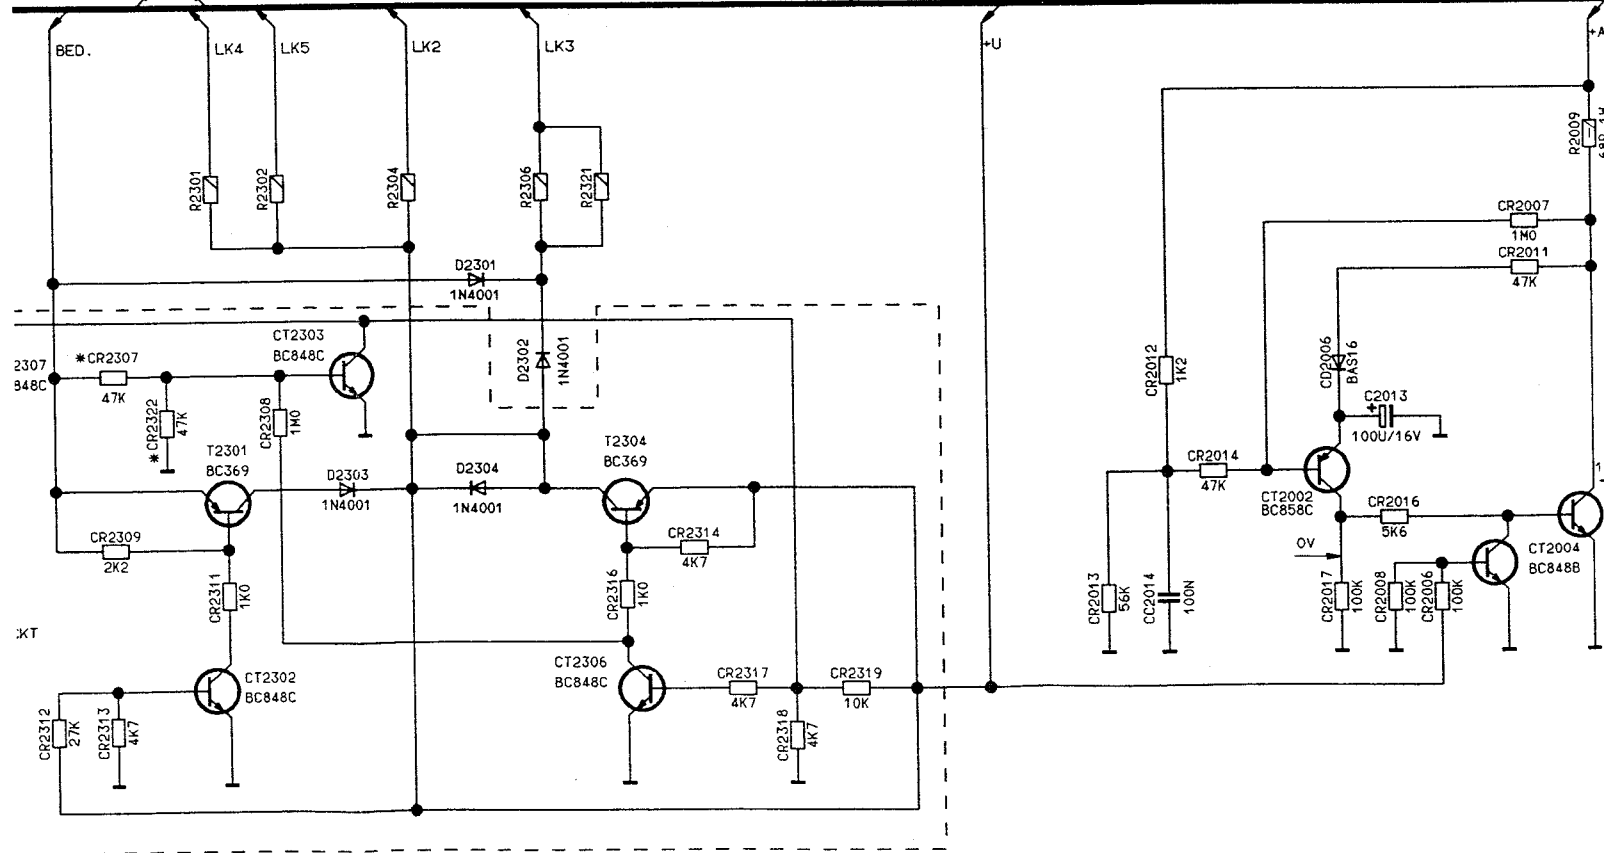 BED.
LK4
LK5
LK2
LK3
+U
+A
R2301
R2302
R2304
R2306
R2321
R2009
CR2007
1M0
CR2011
47K
D2301
1N4001
CT2303
BC848C
D2302
1N4001
CR2012
1K2
CD2006
BAS16
2307
848C
*CR2307
47K
*CR2322
47K
CR2308
1M0
C2013
+
100U/16V
T2301
BC369
T2304
BC369
D2303
1N4001
D2304
1N4001
CR2014
47K
CT2002
BC858C
CR2016
5K6
CR2309
2K2
CR2314
4K7
0V
CT2004
BC848B
CR2311
1K0
CR2316
1K0
CR2013
56K
CC2014
100N
CR2017
100K
CR2008
100K
CR2006
100K
CKT
CT2302
BC848C
CT2306
BC848C
CR2317
4K7
CR2319
10K
CR2312
27K
CR2313
4K7
CR2318
4K7